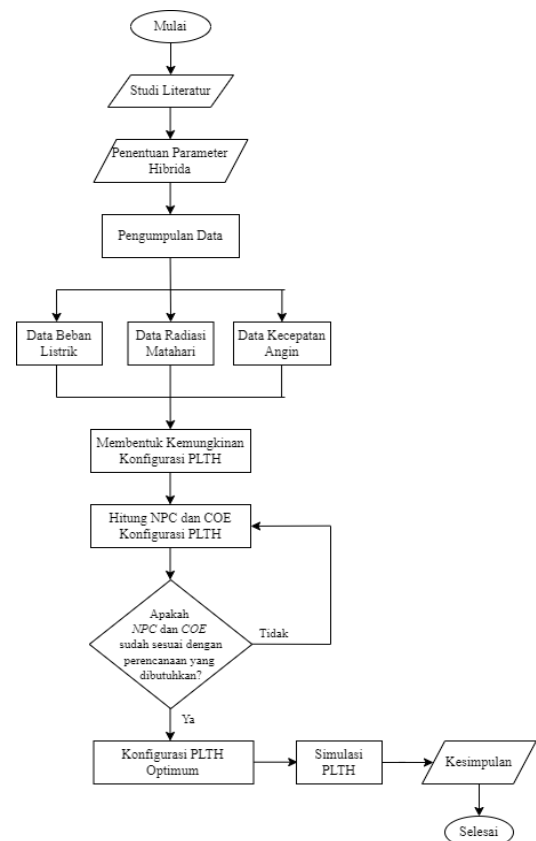 Mulai
Studi Literatur
Penentuan Parameter
Hibrida
Pengumpulan Data
Data Beban
Listrik
Data Radiasi
Matahari
Data Kecepatan
Angin
Membentuk Kemungkinan
Konfigurasi PLTH
Hitung NPC dan COE
Konfigurasi PLTH
Apakah
NPC dan COE
sudah sesuai dengan
perencanaan yang
dibutuhkan?
Tidak
Ya
Konfigurasi PLTH
Optimum
Simulasi
PLTH
Kesimpulan
Selesai